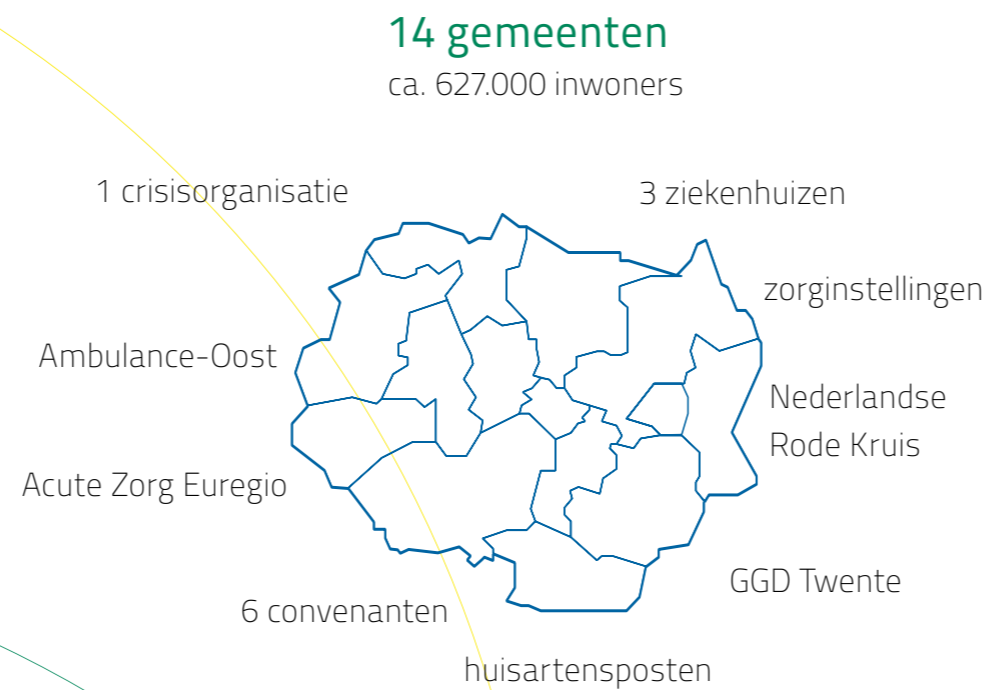 14 gemeenten
ca. 627.000 inwoners
1 crisisorganisatie
3 ziekenhuizen
zorginstellingen
Ambulance-Oost
Nederlandse
Rode Kruis
Acute Zorg Euregio
GGD Twente
6 convenanten
huisartensposten